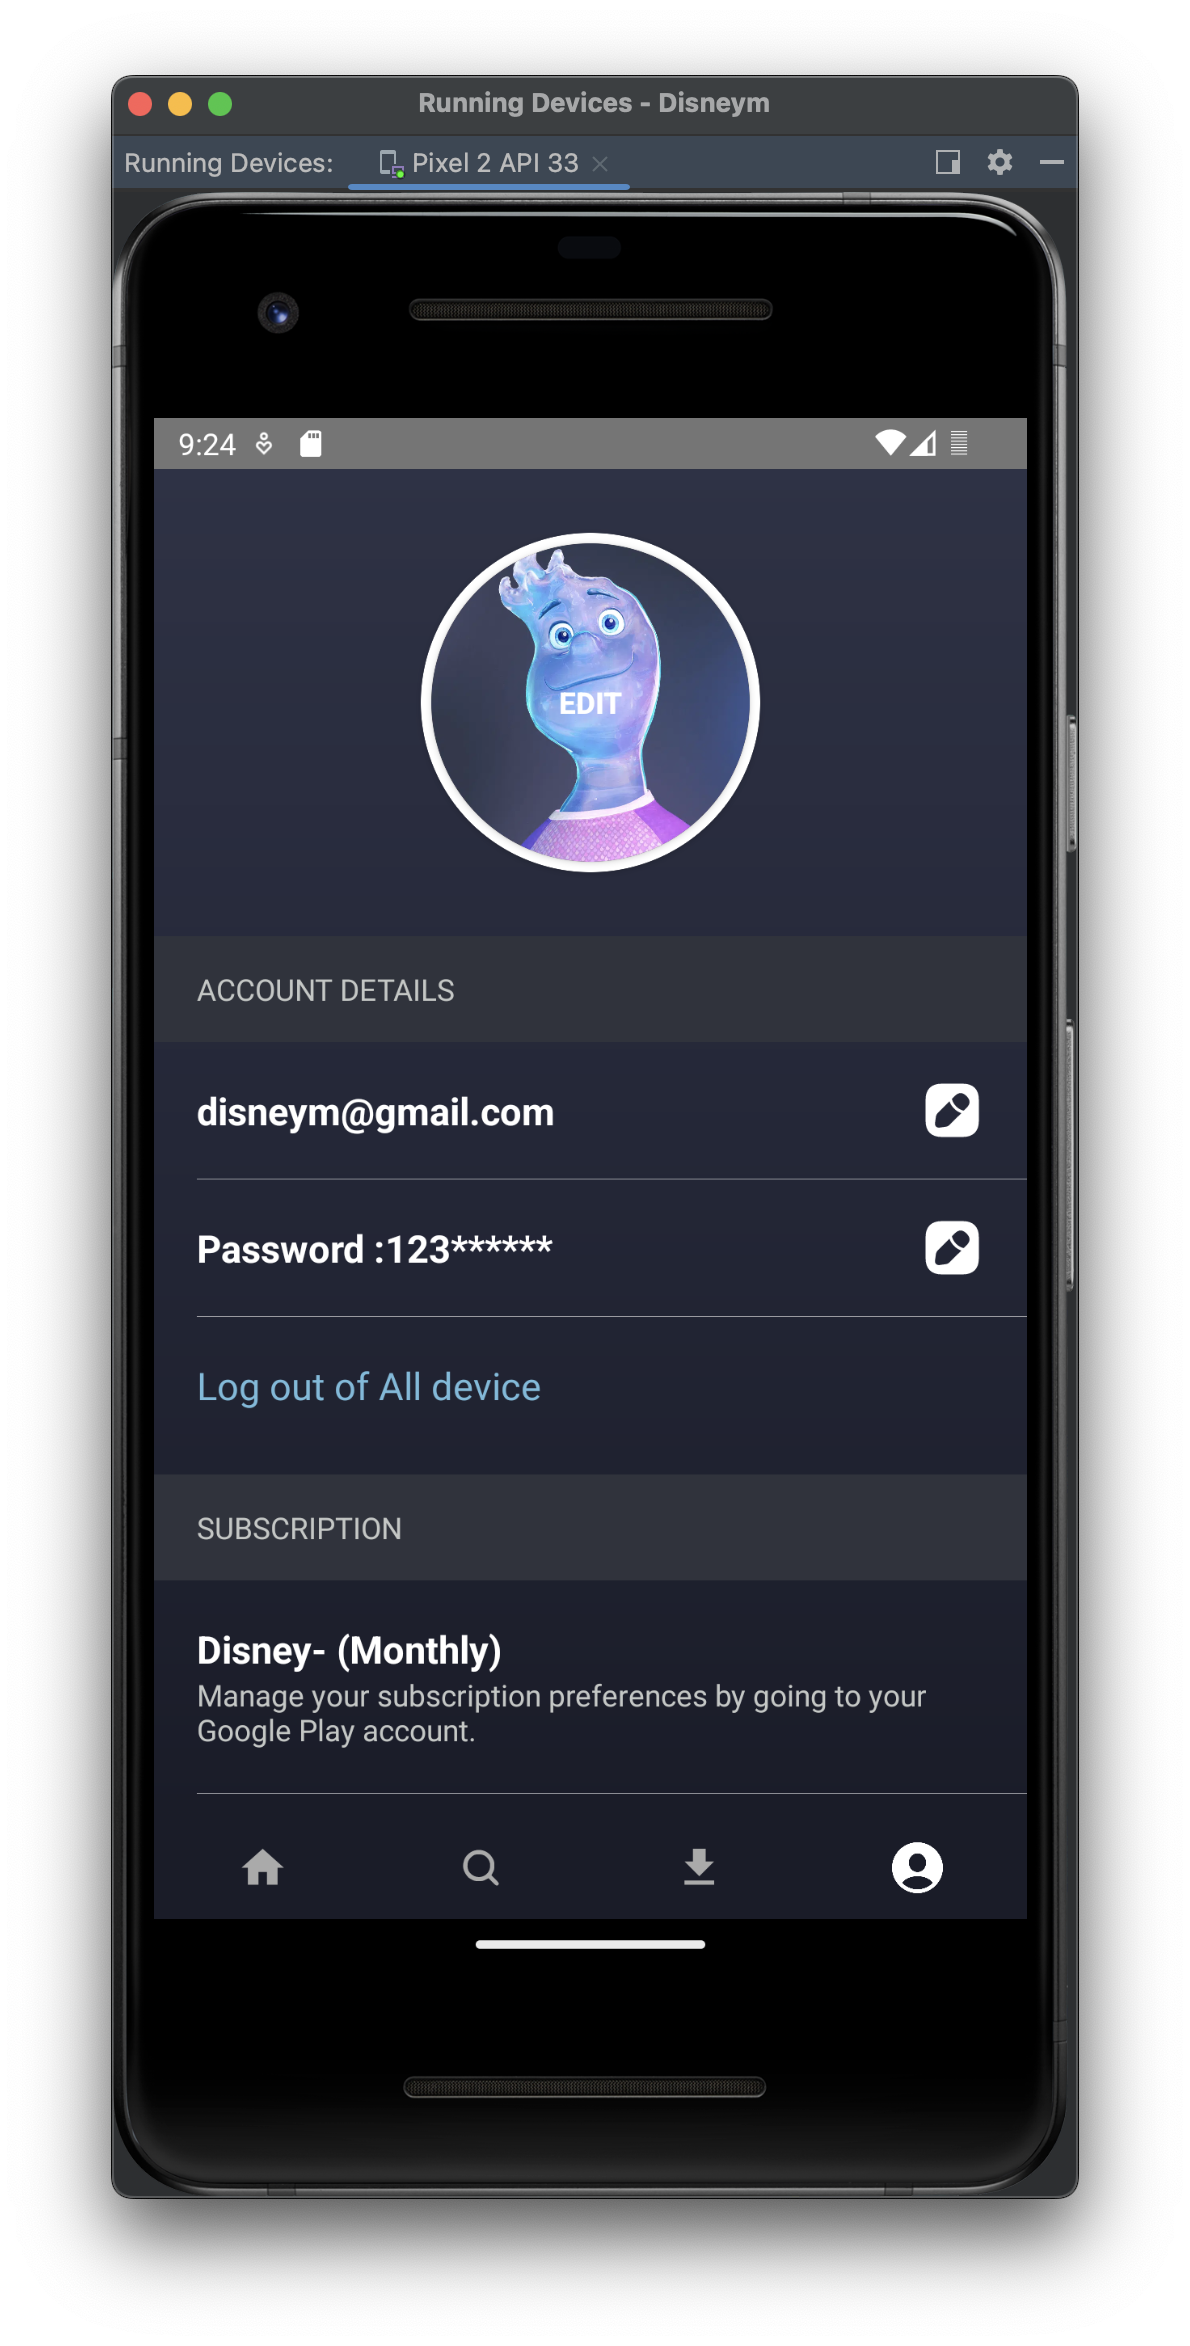 Running Devices - Disneym
Running Devices: Pixel 2 API 33
9:24
EDIT
ACCOUNT DETAILS
disneym@gmail.com
Password :123******
Log out of All device
SUBSCRIPTION
Disney- (Monthly)
Manage your subscription preferences by going to your
Google Play account.